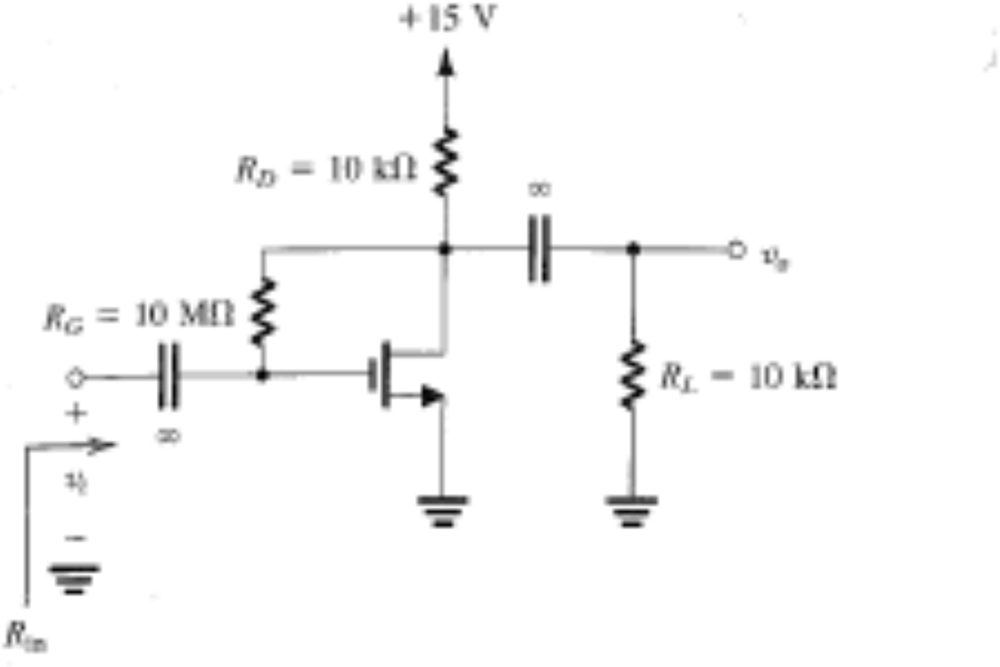 +15 V
R_D = 10 kΩ
∞
v_o
R_G = 10 MΩ
R_L = 10 kΩ
+
∞
v_i
−
R_in